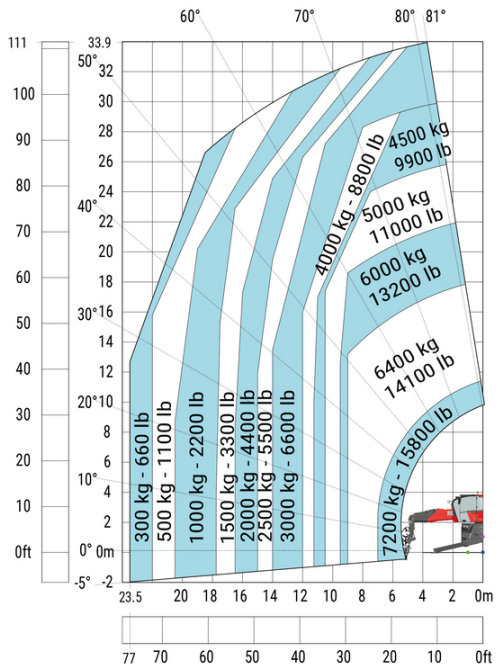 60° 70° 80° 81°
111 33.9
50°
32
100 30
90 28
26
80 24
40° 22
70 20
60 18
50 30° 16
14
40 12
30 20° 10
8
20 6
10 10° 4
2
0ft 0° 0m
-5° -2
4500 kg
9900 lb
4000 kg - 8800 lb
5000 kg
11000 lb
6000 kg
13200 lb
6400 kg
14100 lb
7200 kg - 15800 lb
300 kg - 660 lb
500 kg - 1100 lb
1000 kg - 2200 lb
1500 kg - 3300 lb
2000 kg - 4400 lb
2500 kg - 5500 lb
3000 kg - 6600 lb
23.5 20 18 16 14 12 10 8 6 4 2 0m
77 70 60 50 40 30 20 10 0ft